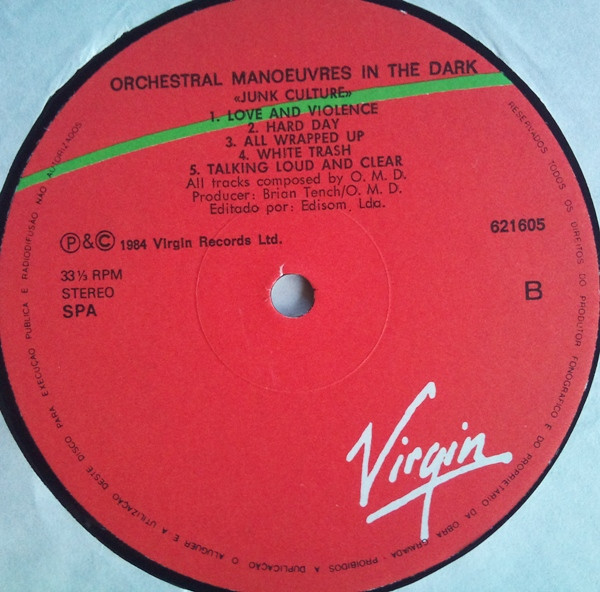 ORCHESTRAL MANOEUVRES IN THE DARK
«JUNK CULTURE»
1. LOVE AND VIOLENCE
2. HARD DAY
3. ALL WRAPPED UP
4. WHITE TRASH
5. TALKING LOUD AND CLEAR
All tracks composed by O. M. D.
Producer: Brian Tench/O. M. D.
Editado por: Edisom, Lda.
Ⓟ&© 1984 Virgin Records Ltd.
621605
33⅓ RPM
STEREO
SPA
B
Virgin
RESERVADOS TODOS OS DIREITOS DO PRODUTOR FONOGRÁFICO E DO PROPRIETÁRIO DA OBRA GRAVADA - PROIBIDOS A DUPLICAÇÃO O ALUGUER E A UTILIZAÇÃO DESTE DISCO PARA EXECUÇÃO PÚBLICA E RADIODIFUSÃO NÃO AUTORIZADOS